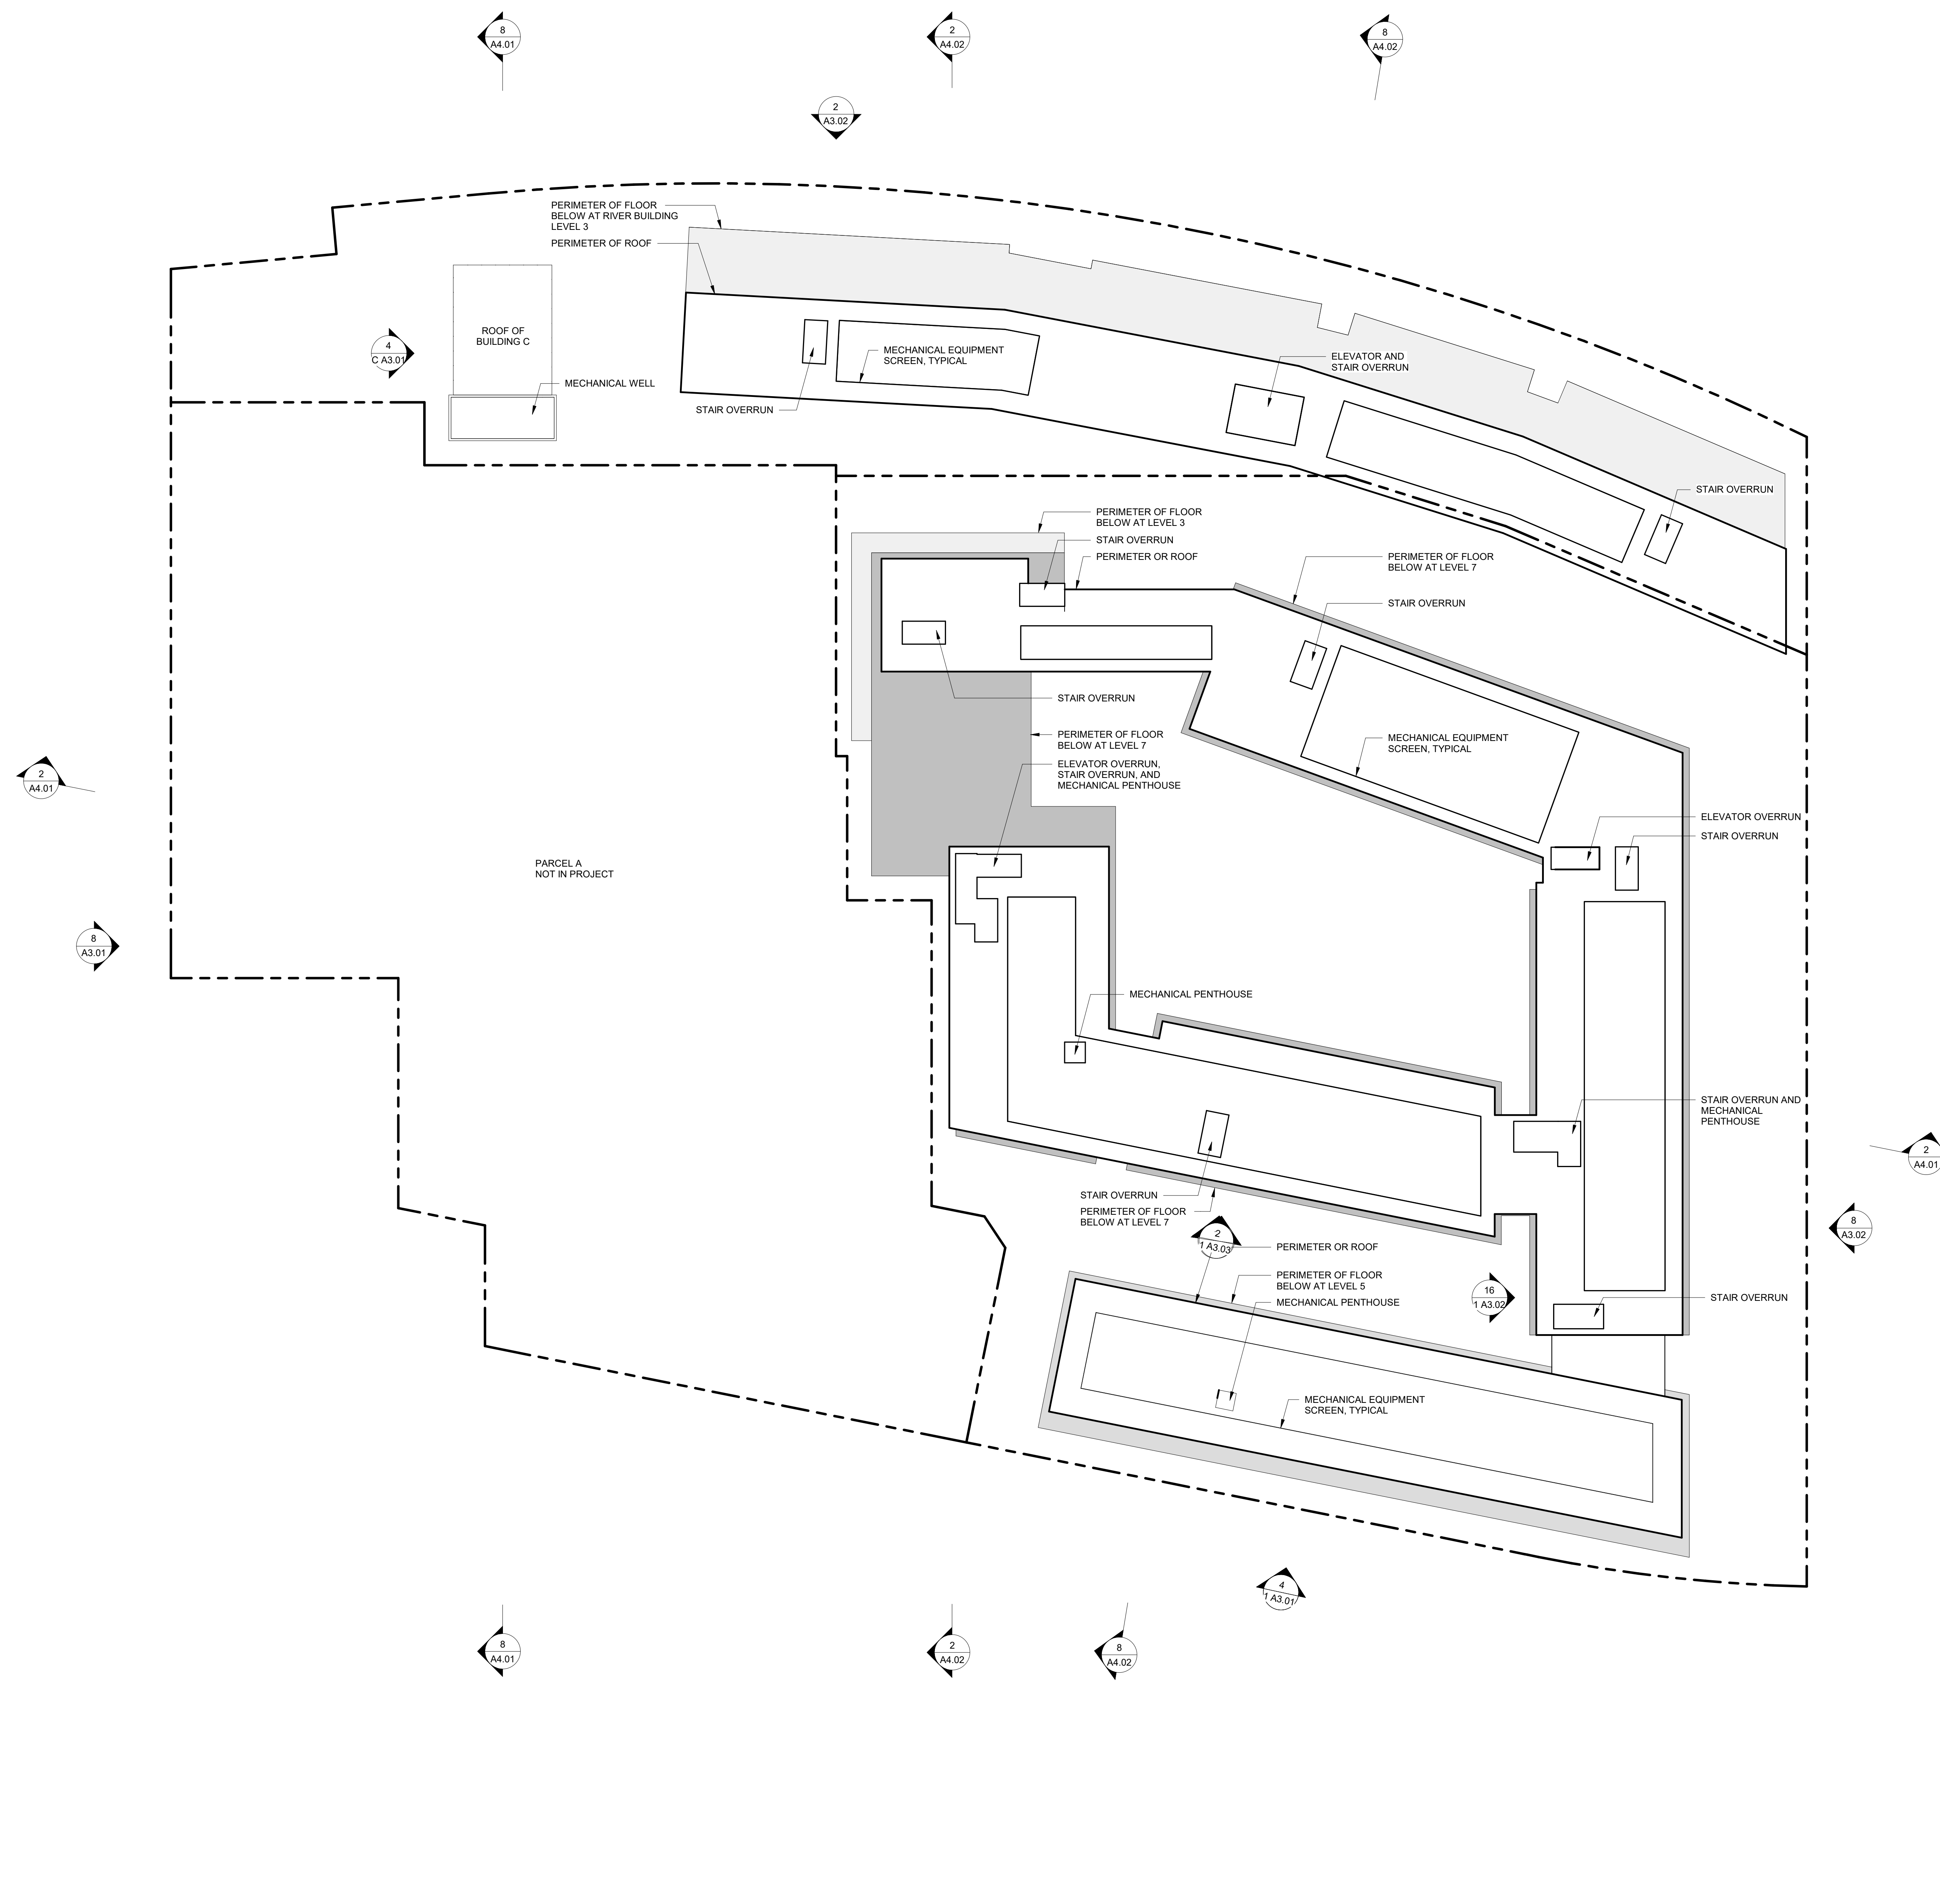 8
A4.01
2
A4.02
8
A4.02
2
A3.02
PERIMETER OF FLOOR
BELOW AT RIVER BUILDING
LEVEL 3
PERIMETER OF ROOF
4
C A3.01
ROOF OF
BUILDING C
MECHANICAL WELL
STAIR OVERRUN
MECHANICAL EQUIPMENT
SCREEN, TYPICAL
ELEVATOR AND
STAIR OVERRUN
STAIR OVERRUN
PERIMETER OF FLOOR
BELOW AT LEVEL 3
STAIR OVERRUN
PERIMETER OR ROOF
PERIMETER OF FLOOR
BELOW AT LEVEL 7
STAIR OVERRUN
STAIR OVERRUN
PERIMETER OF FLOOR
BELOW AT LEVEL 7
ELEVATOR OVERRUN,
STAIR OVERRUN, AND
MECHANICAL PENTHOUSE
MECHANICAL EQUIPMENT
SCREEN, TYPICAL
2
A4.01
ELEVATOR OVERRUN
STAIR OVERRUN
PARCEL A
NOT IN PROJECT
8
A3.01
MECHANICAL PENTHOUSE
STAIR OVERRUN AND
MECHANICAL
PENTHOUSE
2
A4.01
STAIR OVERRUN
PERIMETER OF FLOOR
BELOW AT LEVEL 7
8
A3.02
2
1 A3.03
PERIMETER OR ROOF
PERIMETER OF FLOOR
BELOW AT LEVEL 5
MECHANICAL PENTHOUSE
16
1 A3.02
STAIR OVERRUN
MECHANICAL EQUIPMENT
SCREEN, TYPICAL
4
1 A3.01
8
A4.01
2
A4.02
8
A4.02